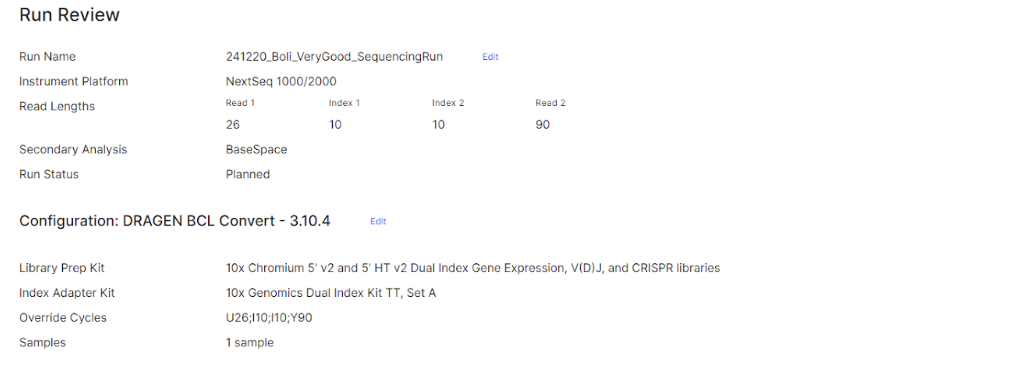 Run Review
Run Name 241220_Boli_VeryGood_SequencingRun Edit
Instrument Platform NextSeq 1000/2000
Read Lengths Read 1 Index 1 Index 2 Read 2
26 10 10 90
Secondary Analysis BaseSpace
Run Status Planned
Configuration: DRAGEN BCL Convert - 3.10.4 Edit
Library Prep Kit 10x Chromium 5' v2 and 5' HT v2 Dual Index Gene Expression, V(D)J, and CRISPR libraries
Index Adapter Kit 10x Genomics Dual Index Kit TT, Set A
Override Cycles U26;I10;I10;Y90
Samples 1 sample